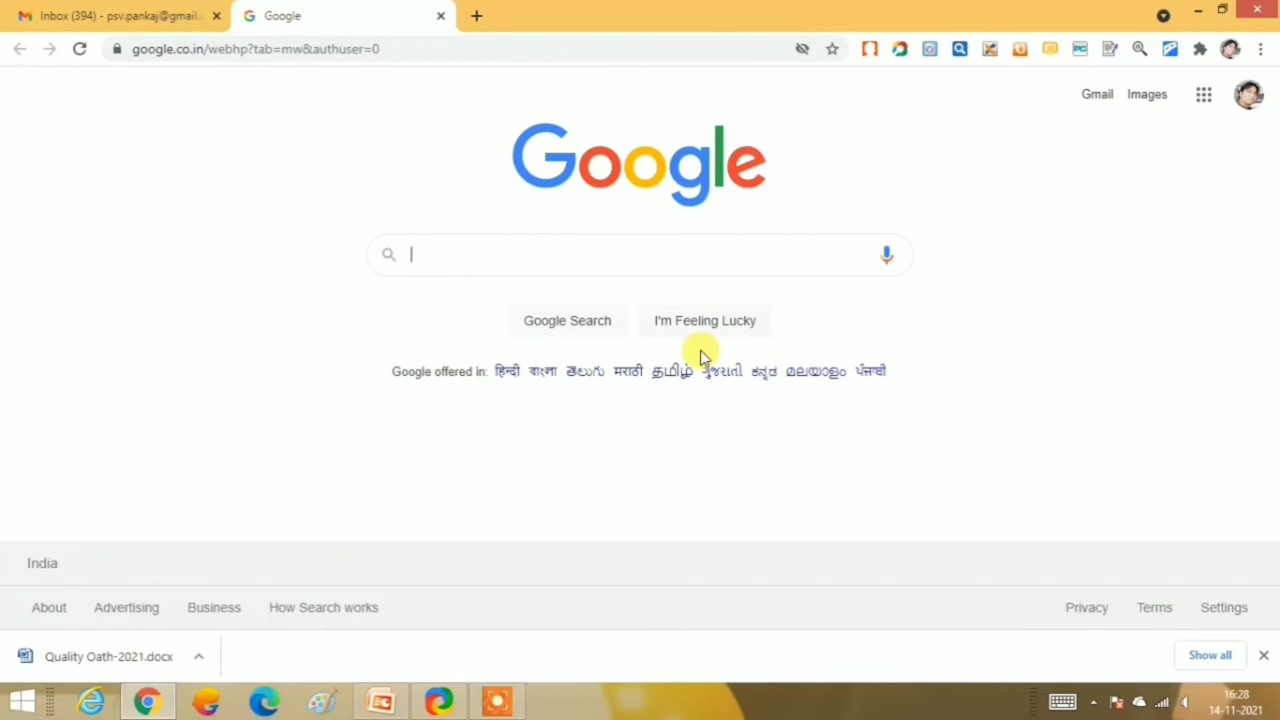 Inbox (394) - psv.pankaj@gmail.
Google
google.co.in/webhp?tab=mw&authuser=0
PC
Gmail Images
Google
Google Search I'm Feeling Lucky
Google offered in: हिन्दी বাংলা తెలుగు मराठी தமிழ் ગુજરાતી ಕನ್ನಡ മലയാളം ਪੰਜਾਬੀ
India
About Advertising Business How Search works Privacy Terms Settings
Quality Oath-2021.docx Show all
16:28
14-11-2021